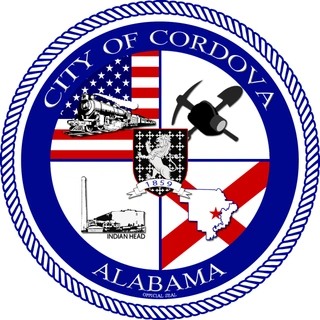 CITY OF CORDOVA
1859
INDIAN HEAD
ALABAMA
OFFICIAL SEAL